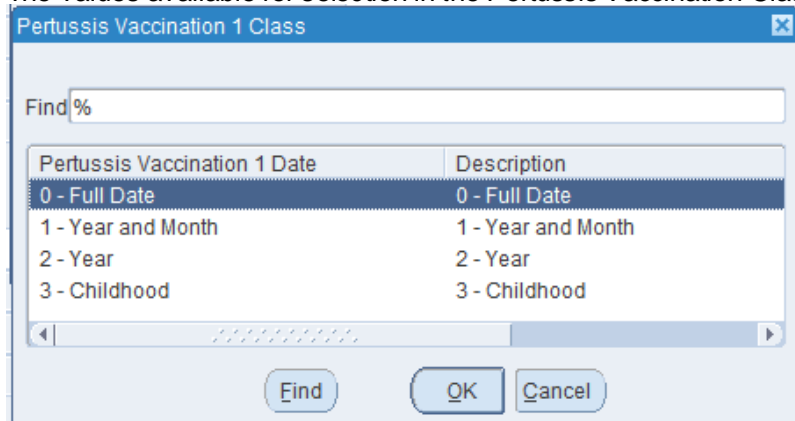 Pertussis Vaccination 1 Class
Find %
Pertussis Vaccination 1 Date Description
0 - Full Date 0 - Full Date
1 - Year and Month 1 - Year and Month
2 - Year 2 - Year
3 - Childhood 3 - Childhood
Find OK Cancel